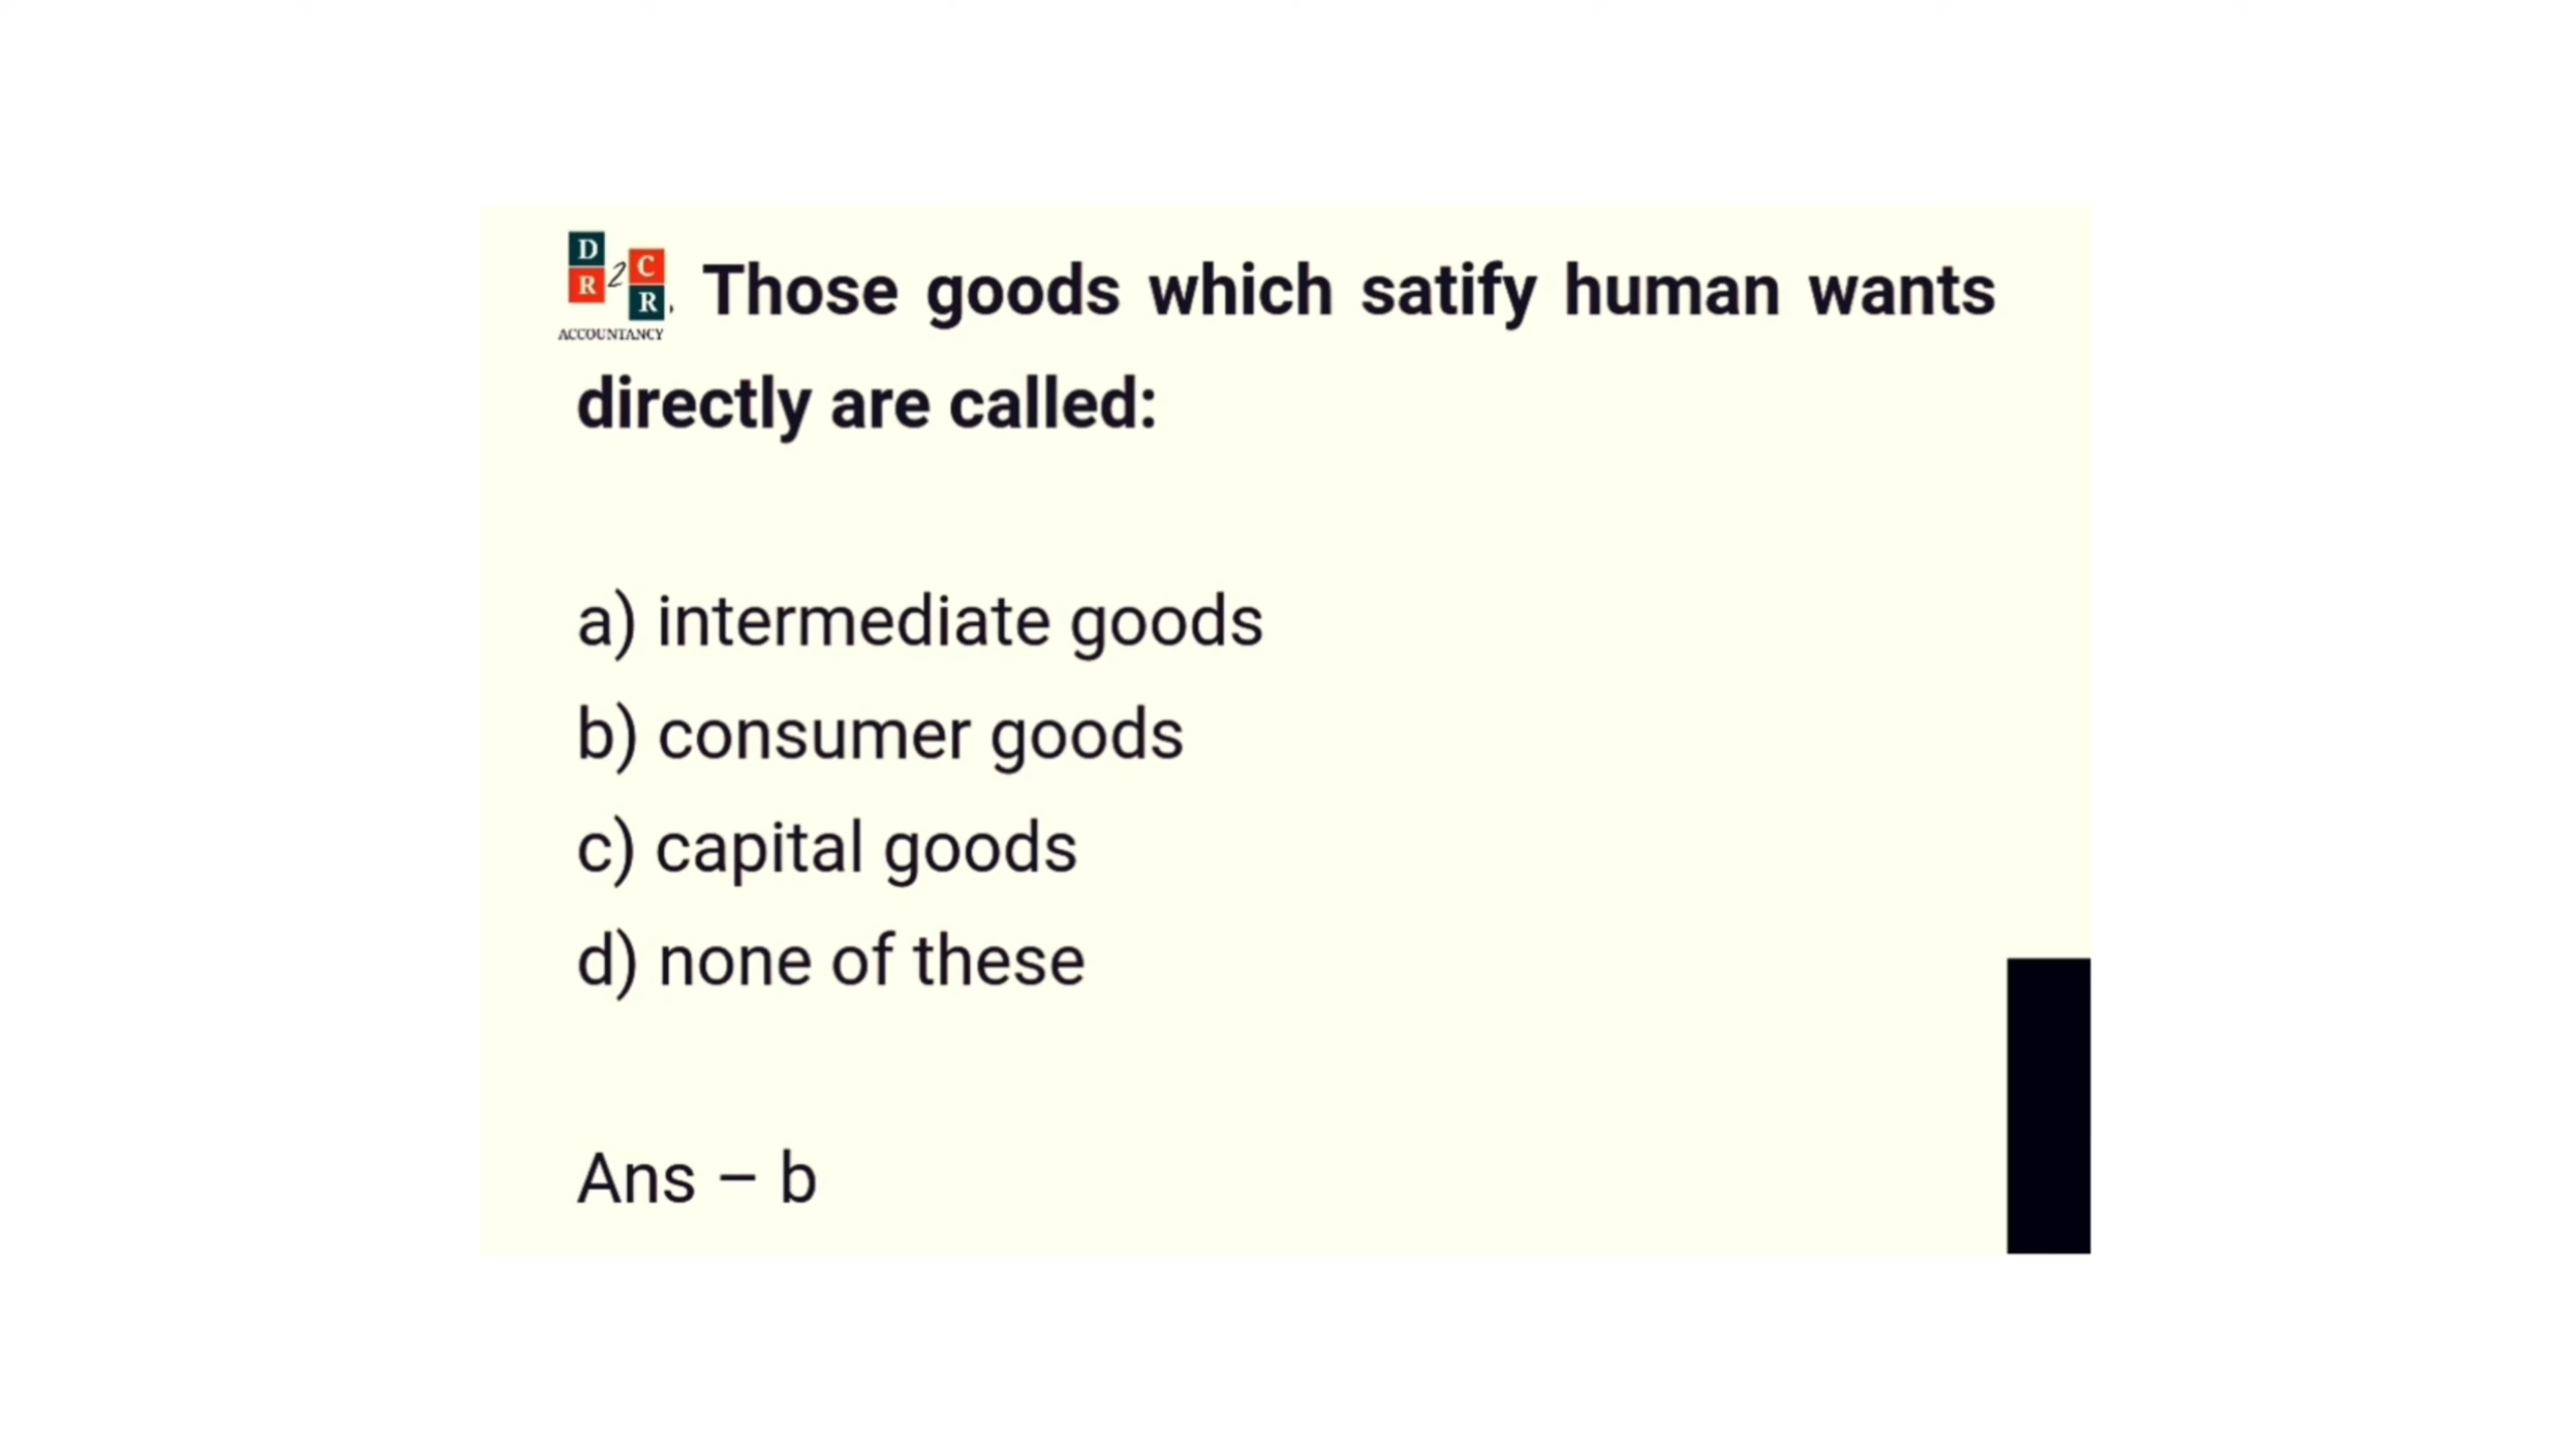 D
R 2 C
R
ACCOUNTANCY
. Those goods which satify human wants
directly are called:
a) intermediate goods
b) consumer goods
c) capital goods
d) none of these
Ans – b